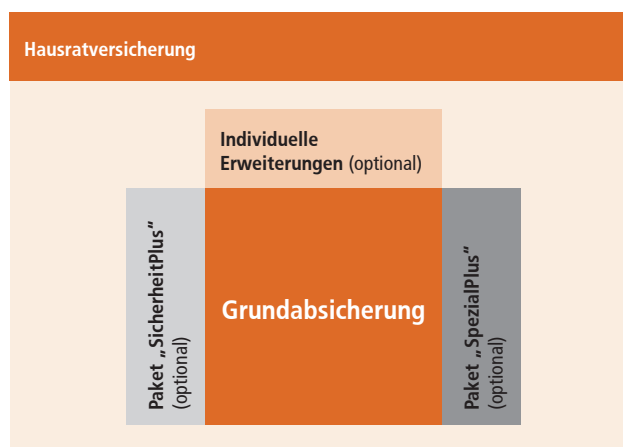 Hausratversicherung
Individuelle
Erweiterungen (optional)
Paket „SicherheitPlus"
(optional)
Grundabsicherung
Paket „SpezialPlus"
(optional)